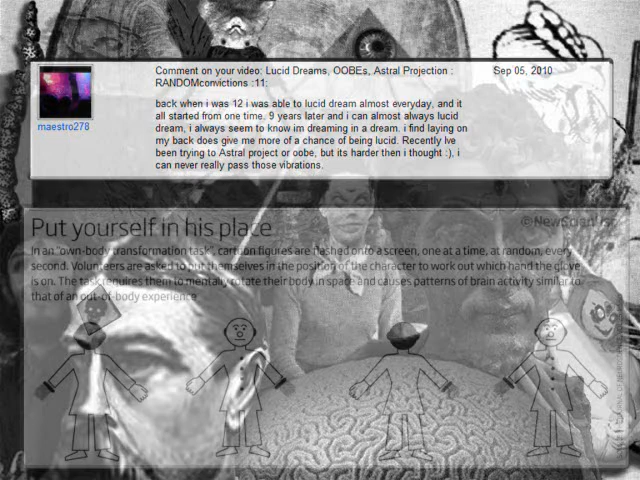 Comment on your video: Lucid Dreams, OOBEs, Astral Projection :
RANDOMconvictions :11:
Sep 05, 2010
maestro278
back when i was 12 i was able to lucid dream almost everyday, and it
all started from one time. 9 years later and i can almost always lucid
dream, i always seem to know im dreaming in a dream. i find laying on
my back does give me more of a chance of being lucid. Recently Ive
been trying to Astral project or oobe, but its harder then i thought :), i
can never really pass those vibrations.
Put yourself in his place
© NewScientist
In an "own-body transformation task", cartoon figures are flashed onto a screen, one at a time, at random, every
second. Volunteers are asked to put themselves in the position of the character to work out which hand the glove
is on. The task requires them to mentally rotate their body in space and causes patterns of brain activity similar to
that of an out-of-body experience